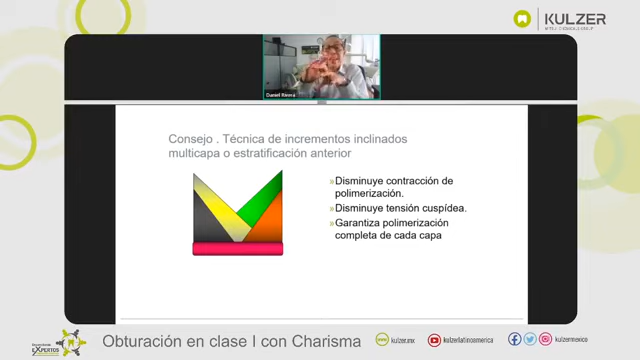 KULZER
Daniel Rivera
Consejo . Técnica de incrementos inclinados
multicapa o estratificación anterior
»Disminuye contracción de
polimerización.
»Disminuye tensión cuspídea.
»Garantiza polimerización
completa de cada capa
EXPERTOS
Obturación en clase I con Charisma
kulzer.mx
kulzerlatinoamerica
kulzermexico